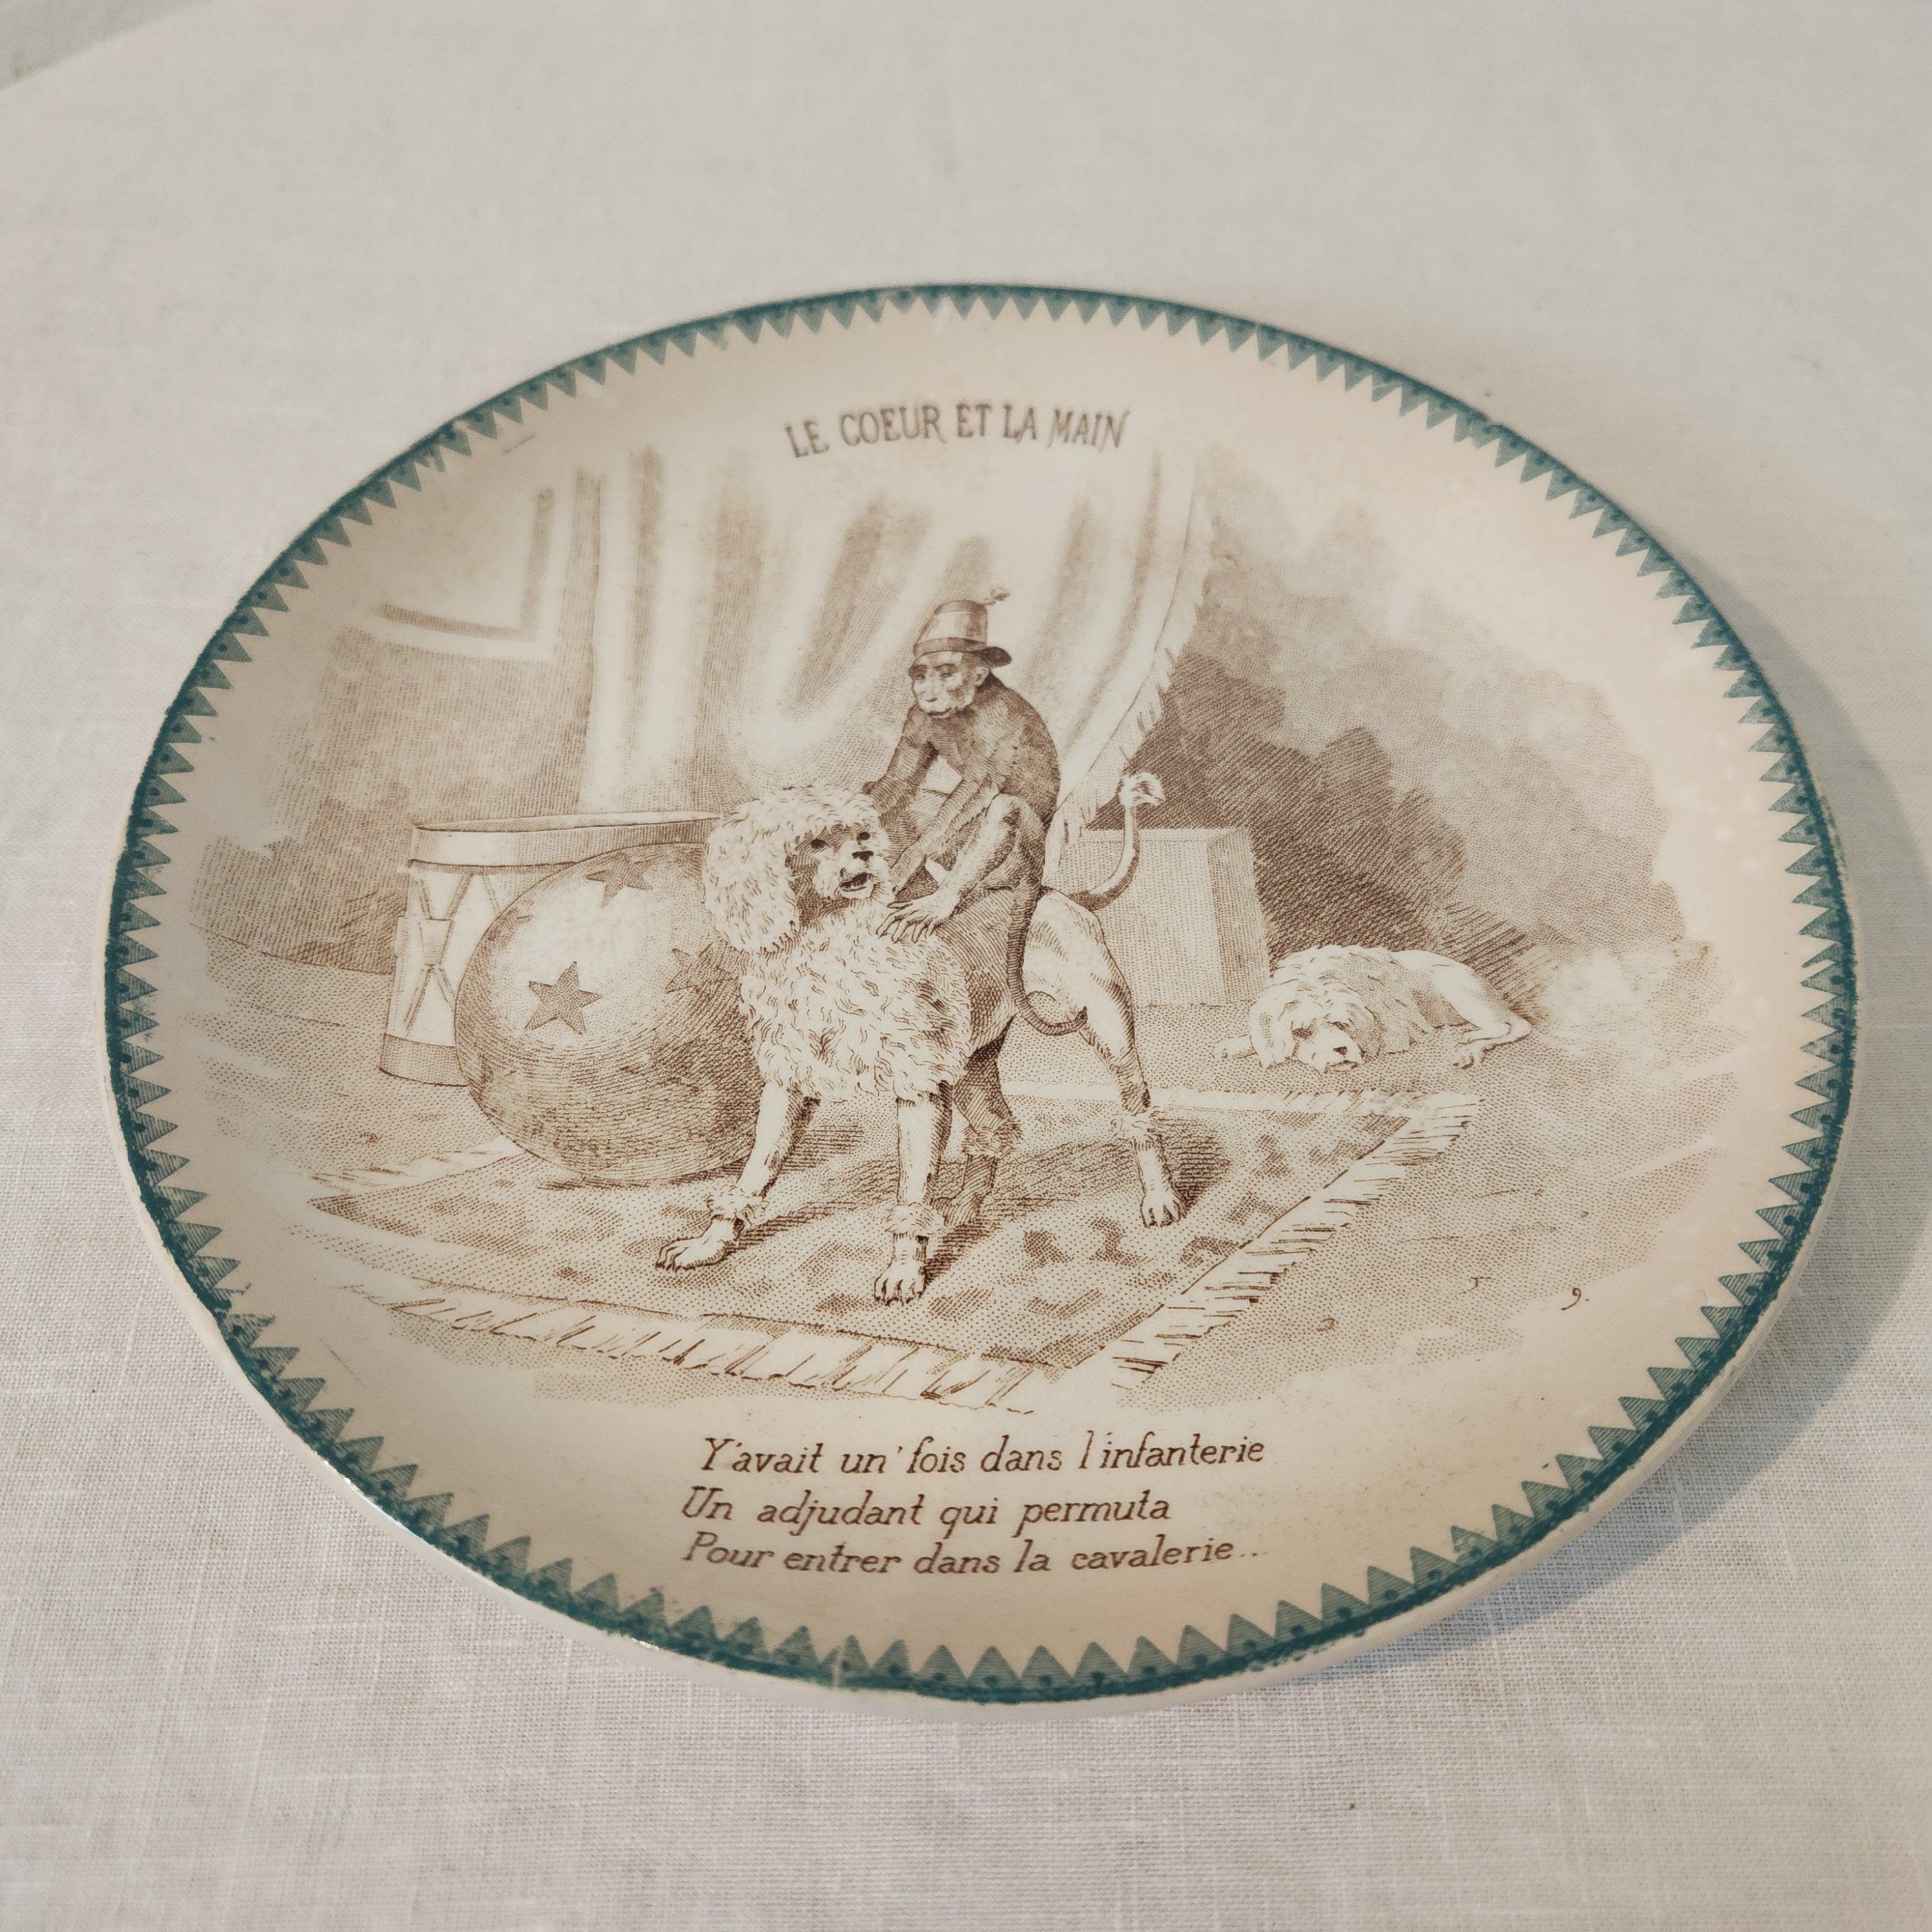 LE COEUR ET LA MAIN
9.
Y'avait un' fois dans l'infanterie
Un adjudant qui permuta
Pour entrer dans la cavalerie...